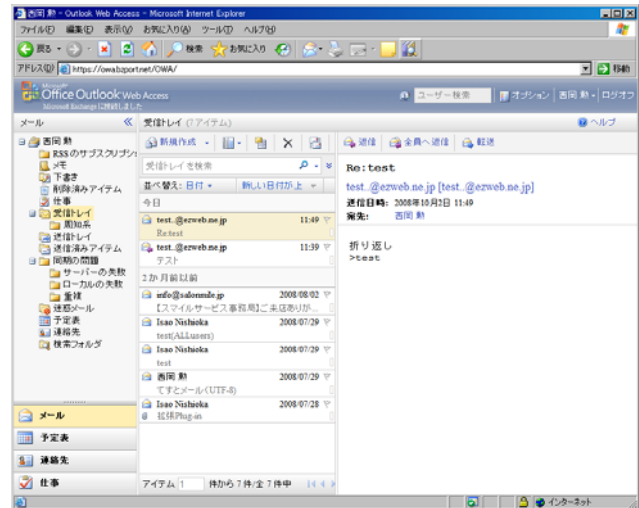 西岡 勲 - Outlook Web Access - Microsoft Internet Explorer
ファイル(F) 編集(E) 表示(V) お気に入り(A) ツール(T) ヘルプ(H)
戻る 検索 お気に入り
アドレス(D) https://owabzport.net/OWA/ 移動
Microsoft
Office Outlook Web Access ユーザー検索 オプション 西岡 勲 ログオフ
メール 受信トレイ (7 アイテム) ヘルプ
西岡 勲
RSS のサブスクリプション
メモ
下書き
削除済みアイテム
仕事
受信トレイ
周知系
送信トレイ
送信済みアイテム
同期の問題
サーバーの失敗
ローカルの失敗
重複
迷惑メール
予定表
連絡先
検索フォルダ
メール
予定表
連絡先
仕事
新規作成
受信トレイ を検索
並べ替え: 日付 新しい日付が上
今日
test..@ezweb.ne.jp 11:49
Re:test
test..@ezweb.ne.jp 11:39
テスト
2 か月前以前
info@salonmile.jp 2008/08/02
【スマイルサービス事務局】ご来店ありが...
Isao Nishioka 2008/07/29
test(ALLusers)
Isao Nishioka 2008/07/29
test
西岡 勲 2008/07/29
てすとメール(UTF-8)
Isao Nishioka 2008/07/28
拡張Plug-in
アイテム 1 件から 7 件/全 7 件中
返信 全員へ返信 転送
Re:test
test..@ezweb.ne.jp [test..@ezweb.ne.jp]
送信日時: 2008年10月2日 11:49
宛先: 西岡 勲
折り返し
>test
インターネット